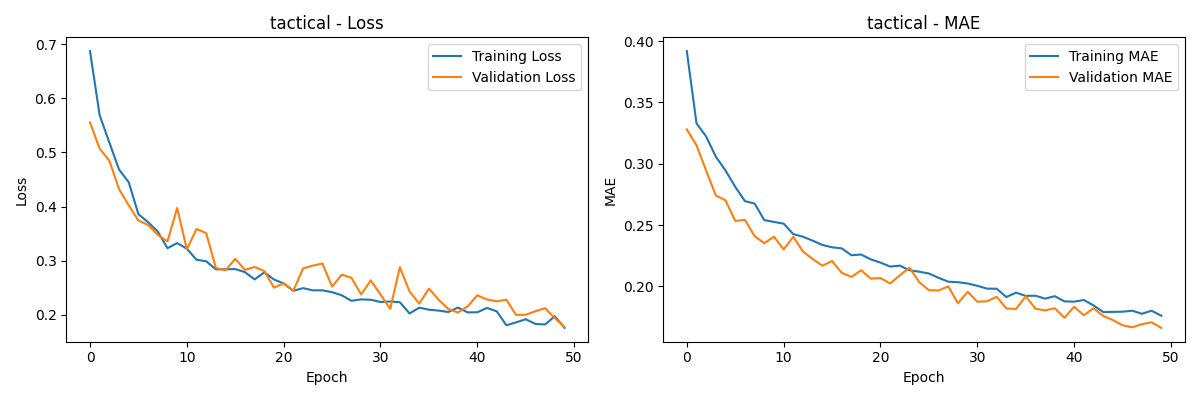 tactical - Loss
Training Loss
Validation Loss
0.7
0.6
0.5
0.4
0.3
0.2
Loss
0 10 20 30 40 50
Epoch
tactical - MAE
Training MAE
Validation MAE
0.40
0.35
0.30
0.25
0.20
MAE
0 10 20 30 40 50
Epoch